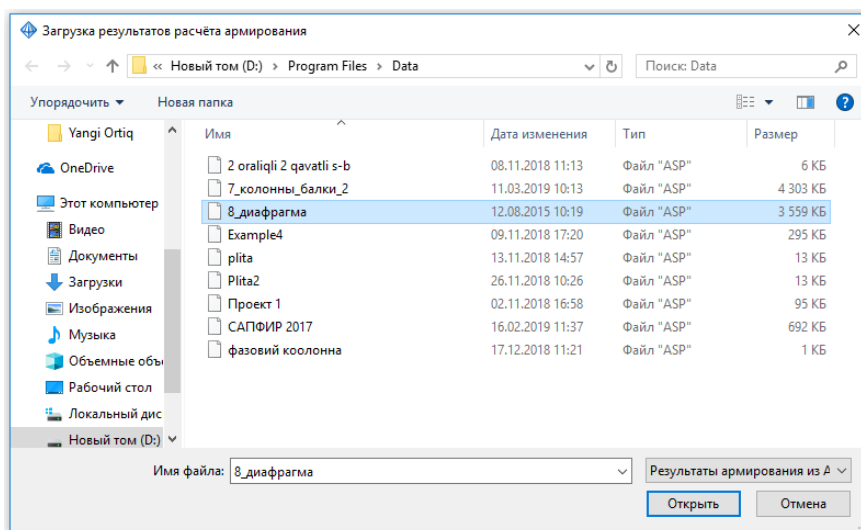 Загрузка результатов расчёта армирования
« Новый том (D:) > Program Files > Data
Поиск: Data
Упорядочить Новая папка
Имя Дата изменения Тип Размер
Yangi Ortiq
OneDrive
Этот компьютер
Видео
Документы
Загрузки
Изображения
Музыка
Объемные объ
Рабочий стол
Локальный дис
Новый том (D:)
2 oraliqli 2 qavatli s-b 08.11.2018 11:13 Файл "ASP" 6 КБ
7_колонны_балки_2 11.03.2019 10:13 Файл "ASP" 4 303 КБ
8_диафрагма 12.08.2015 10:19 Файл "ASP" 3 559 КБ
Example4 09.11.2018 17:20 Файл "ASP" 295 КБ
plita 13.11.2018 14:57 Файл "ASP" 13 КБ
Plita2 26.11.2018 10:26 Файл "ASP" 13 КБ
Проект 1 02.11.2018 16:58 Файл "ASP" 95 КБ
САПФИР 2017 16.02.2019 11:37 Файл "ASP" 692 КБ
фазовий коолонна 17.12.2018 11:21 Файл "ASP" 1 КБ
Имя файла: 8_диафрагма
Результаты армирования из А
Открыть Отмена